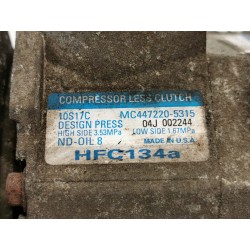 COMPRESSOR LESS CLUTCH
10S17C MC447220-5315
DESIGN PRESS 04J 002244
HIGH SIDE 3.53MPa LOW SIDE 1.67MPa
ND-OIL 8 MADE IN U.S.A
HFC134a